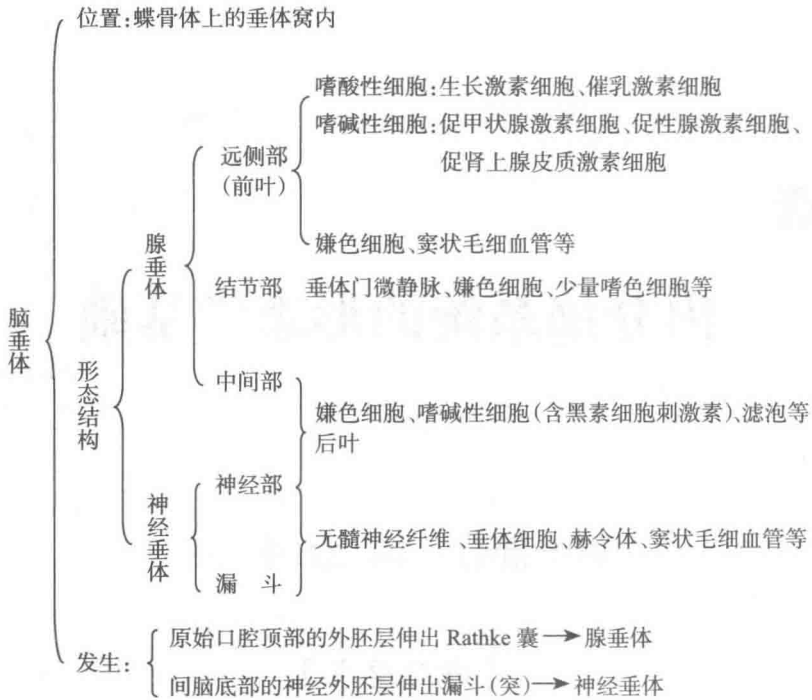 位置:蝶骨体上的垂体窝内
嗜酸性细胞:生长激素细胞、催乳激素细胞
嗜碱性细胞:促甲状腺激素细胞、促性腺激素细胞、
促肾上腺皮质激素细胞
远侧部
(前叶)
嫌色细胞、窦状毛细血管等
腺垂体
结节部 垂体门微静脉、嫌色细胞、少量嗜色细胞等
脑垂体
形态结构
中间部
嫌色细胞、嗜碱性细胞(含黑素细胞刺激素)、滤泡等
后叶
神经部
神经垂体
无髓神经纤维、垂体细胞、赫令体、窦状毛细血管等
漏斗
发生:
原始口腔顶部的外胚层伸出 Rathke 囊→腺垂体
间脑底部的神经外胚层伸出漏斗(突)→神经垂体